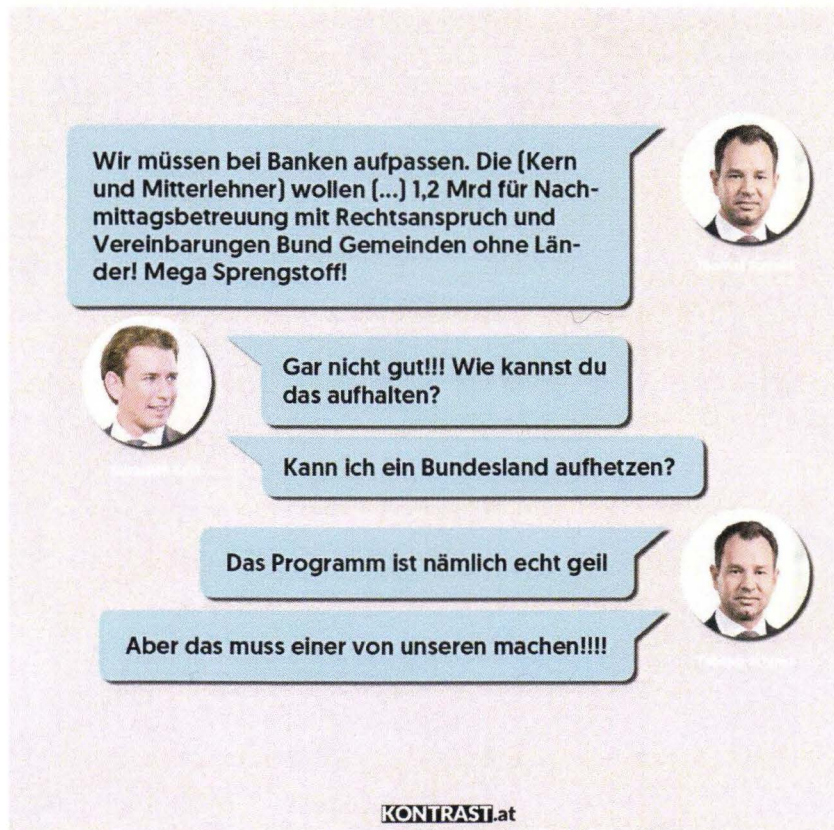 Wir müssen bei Banken aufpassen. Die (Kern
und Mitterlehner) wollen (...) 1,2 Mrd für Nach-
mittagsbetreuung mit Rechtsanspruch und
Vereinbarungen Bund Gemeinden ohne Län-
der! Mega Sprengstoff!
Gar nicht gut!!! Wie kannst du
das aufhalten?
Kann ich ein Bundesland aufhetzen?
Das Programm ist nämlich echt geil
Aber das muss einer von unseren machen!!!!
KONTRAST.at